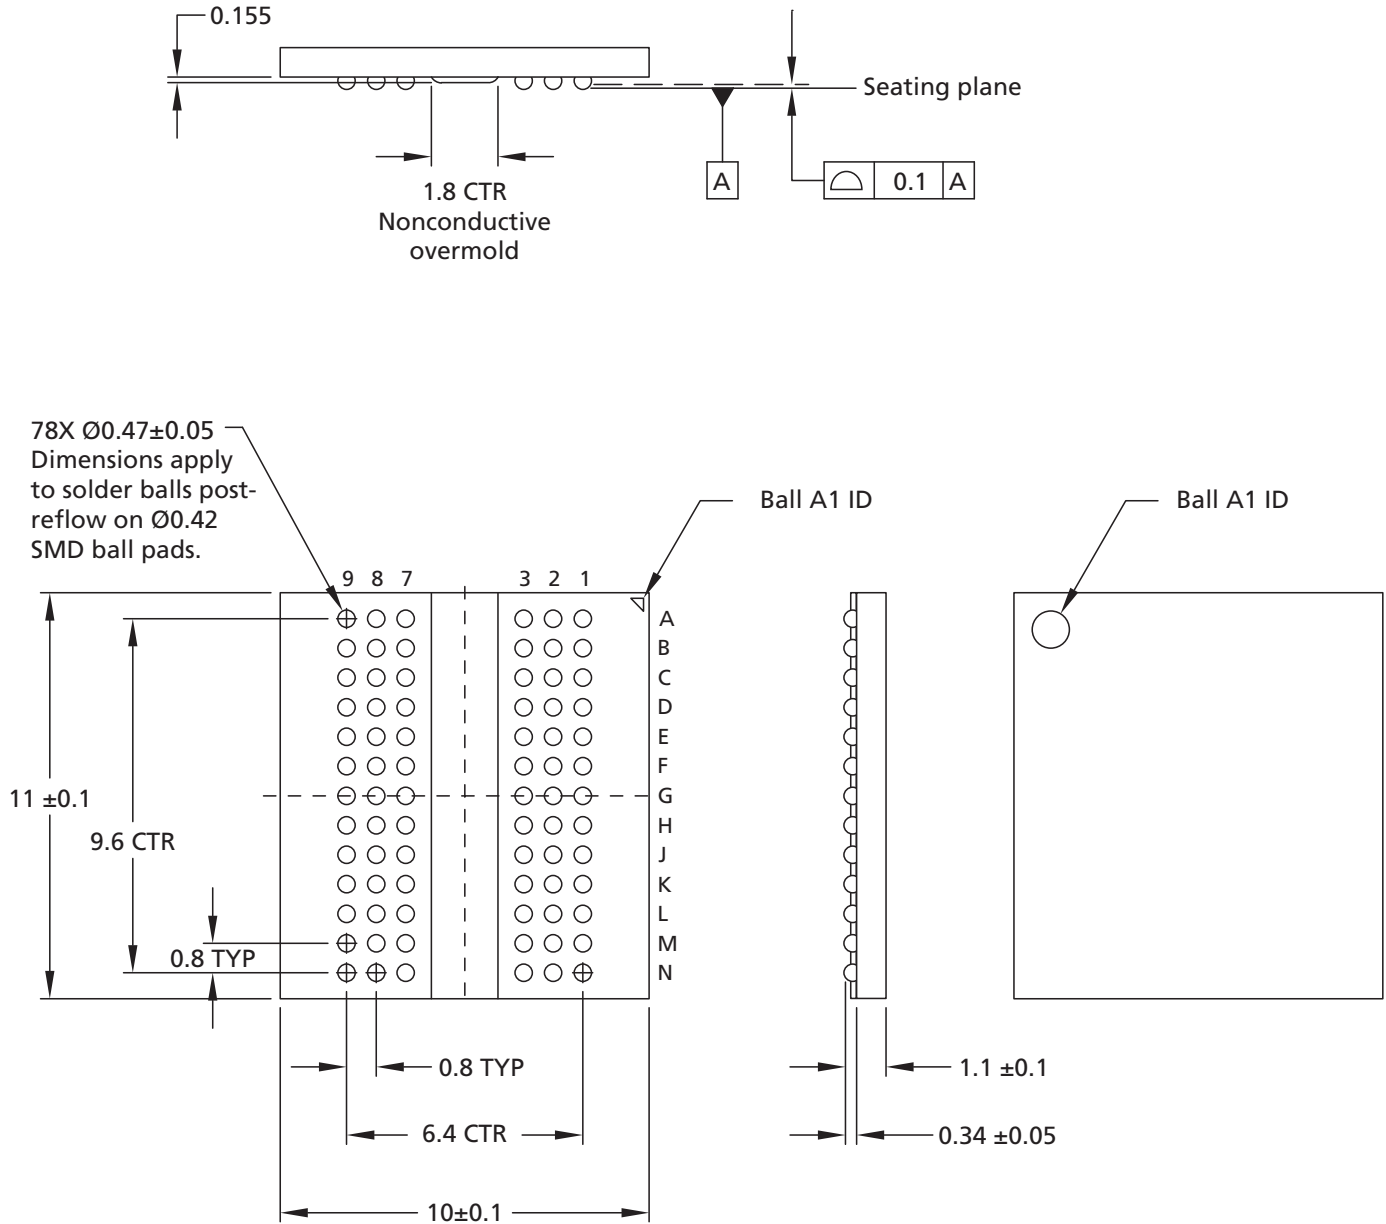 0.155
Seating plane
A
0.1 A
1.8 CTR
Nonconductive
overmold
78X Ø0.47±0.05
Dimensions apply
to solder balls post-
reflow on Ø0.42
SMD ball pads.
Ball A1 ID
Ball A1 ID
9 8 7 3 2 1
A
B
C
D
E
F
G
H
J
K
L
M
N
11 ±0.1
9.6 CTR
0.8 TYP
0.8 TYP
1.1 ±0.1
6.4 CTR
0.34 ±0.05
10±0.1